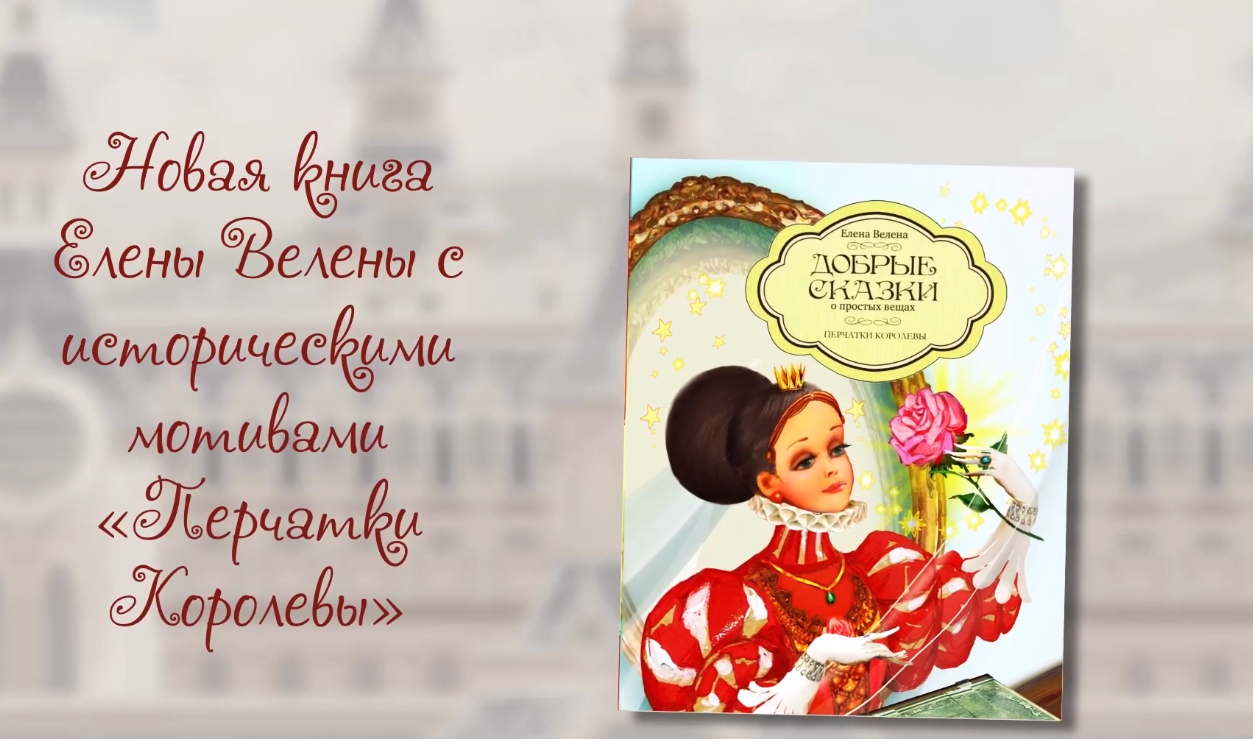 Новая книга
Елены Велены с
историческими
мотивами
«Перчатки
Королевы»
Елена Велена
ДОБРЫЕ
СКАЗКИ
о простых вещах
ПЕРЧАТКИ КОРОЛЕВЫ